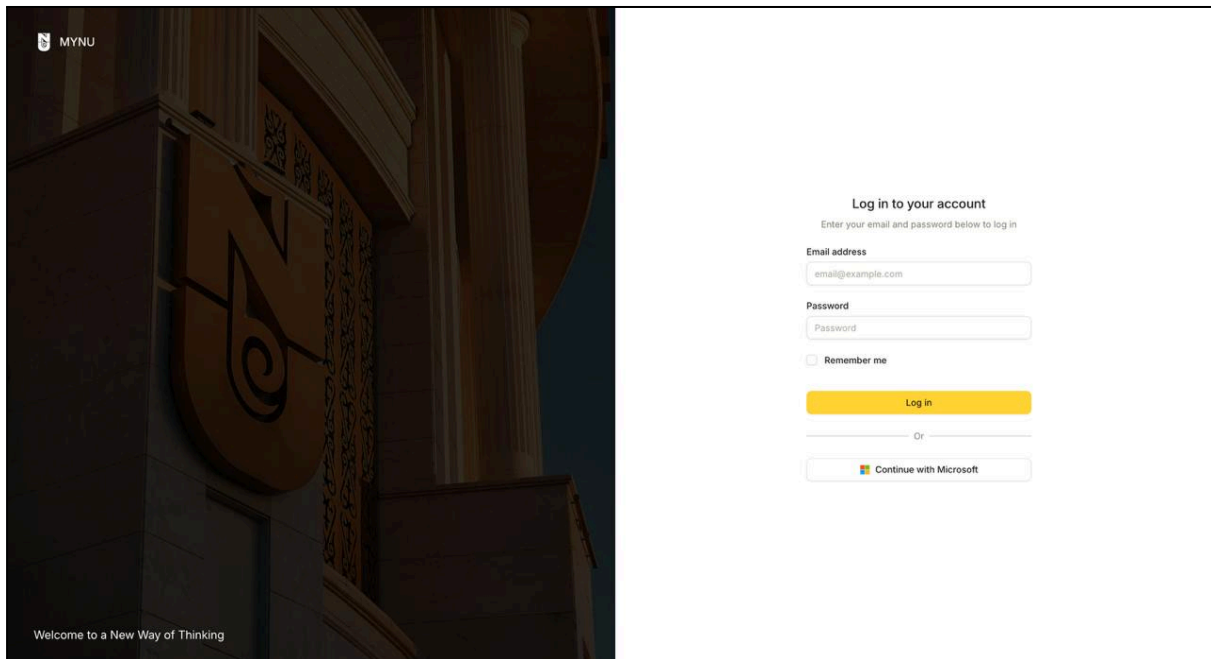 MYNU
Welcome to a New Way of Thinking
Log in to your account
Enter your email and password below to log in
Email address
email@example.com
Password
Password
Remember me
Log in
Or
Continue with Microsoft